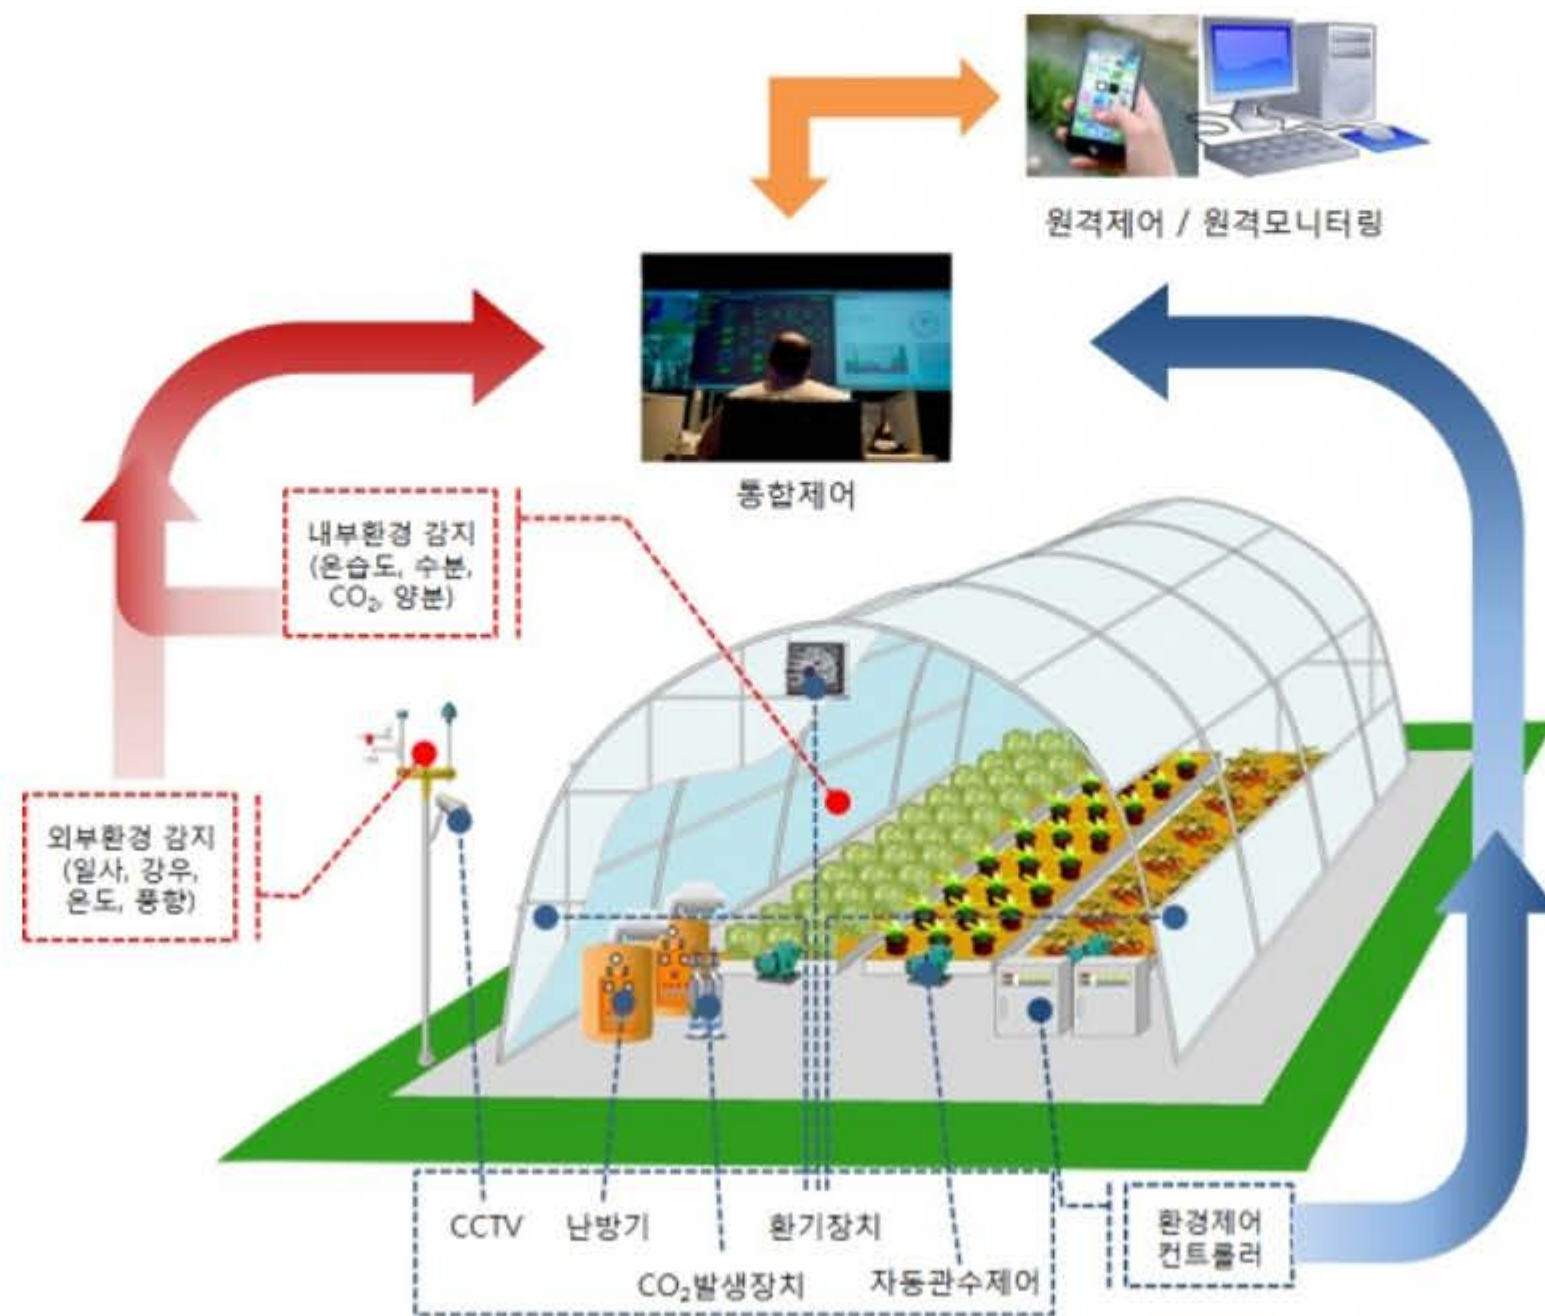 원격제어 / 원격모니터링
통합제어
내부환경 감지
(온습도, 수분,
CO₂, 양분)
외부환경 감지
(일사, 강우,
온도, 풍향)
CCTV
난방기
환기장치
CO₂발생장치
자동관수제어
환경제어
컨트롤러